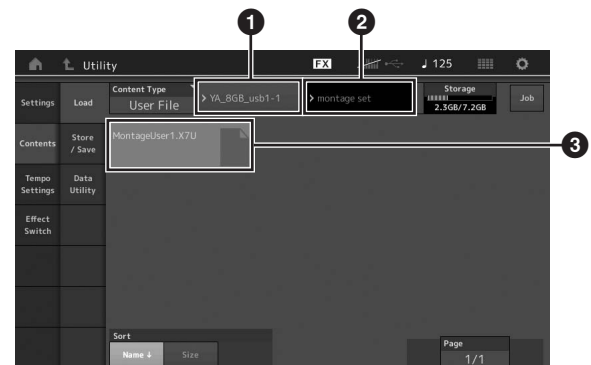 1
2
Utility
FX
125
Settings
Load
Content Type
User File
YA_8GB_usb1-1
montage set
Storage
2.3GB/7.2GB
Job
MontageUser1.X7U
3
Contents
Store
/ Save
Tempo
Settings
Data
Utility
Effect
Switch
Sort
Name ↓
Size
Page
1/1